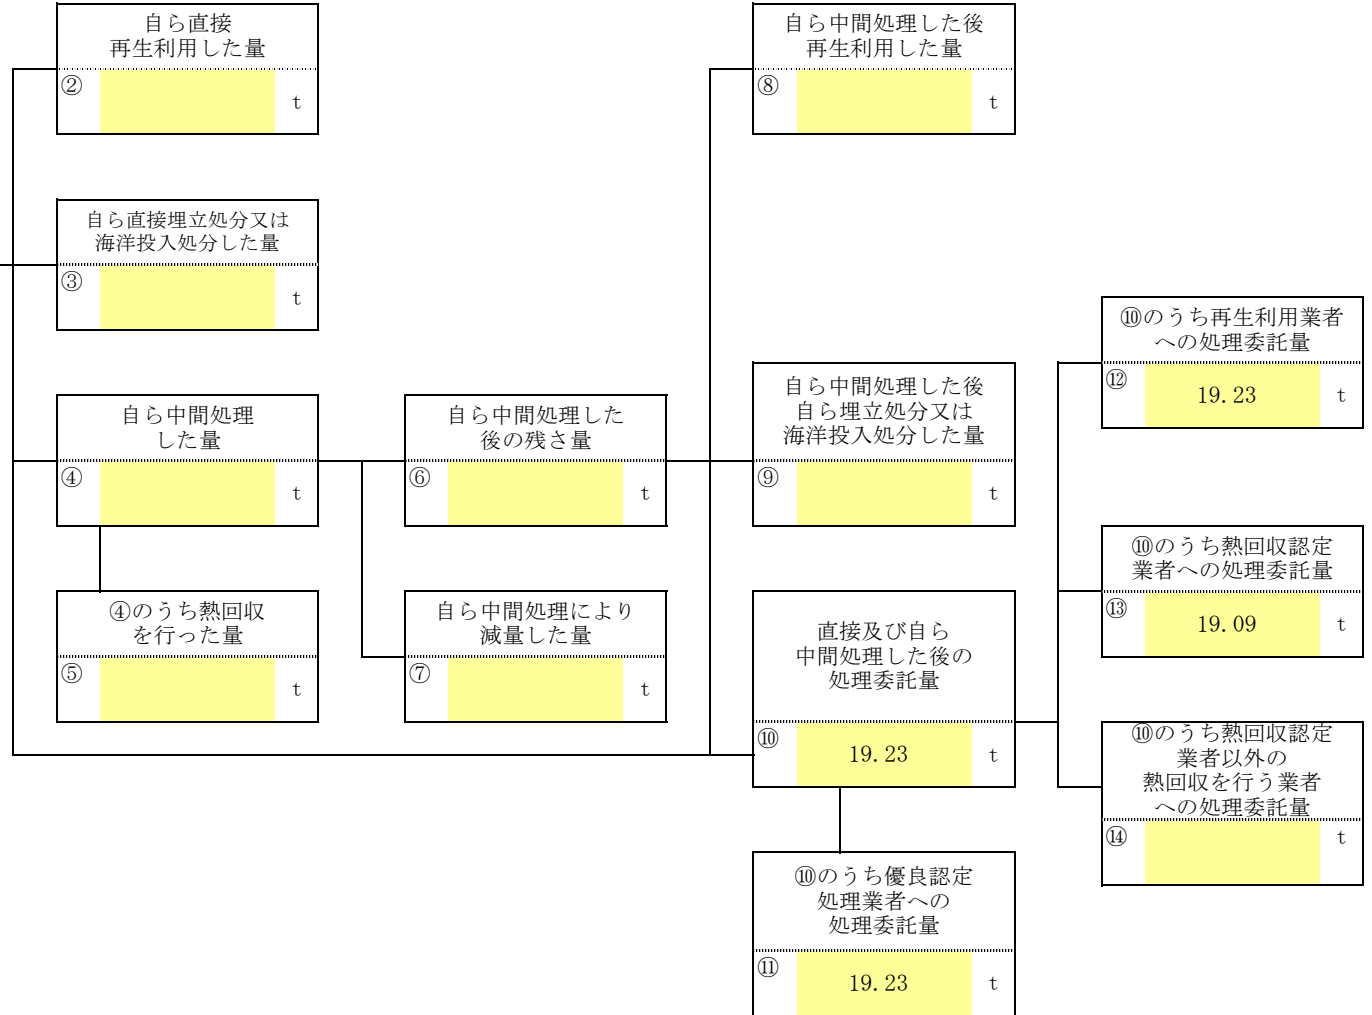 自ら直接
再生利用した量
② t
自ら直接埋立処分又は
海洋投入処分した量
③ t
自ら中間処理
した量
④ t
④のうち熱回収
を行った量
⑤ t
自ら中間処理した
後の残さ量
⑥ t
自ら中間処理により
減量した量
⑦ t
自ら中間処理した後
再生利用した量
⑧ t
自ら中間処理した後
自ら埋立処分又は
海洋投入処分した量
⑨ t
直接及び自ら
中間処理した後の
処理委託量
⑩ 19.23 t
⑩のうち優良認定
処理業者への
処理委託量
⑪ 19.23 t
⑩のうち再生利用業者
への処理委託量
⑫ 19.23 t
⑩のうち熱回収認定
業者への処理委託量
⑬ 19.09 t
⑩のうち熱回収認定
業者以外の
熱回収を行う業者
への処理委託量
⑭ t